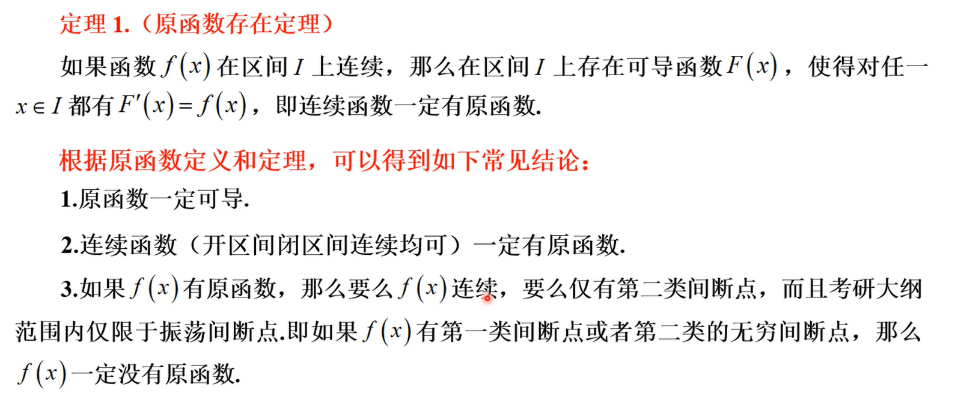 定理 1.（原函数存在定理）
如果函数 f(x) 在区间 I 上连续，那么在区间 I 上存在可导函数 F(x)，使得对任一
x∈I 都有 F′(x)=f(x)，即连续函数一定有原函数.
根据原函数定义和定理，可以得到如下常见结论：
1.原函数一定可导.
2.连续函数（开区间闭区间连续均可）一定有原函数.
3.如果 f(x) 有原函数，那么要么 f(x) 连续，要么仅有第二类间断点，而且考研大纲
范围内仅限于振荡间断点.即如果 f(x) 有第一类间断点或者第二类的无穷间断点，那么
f(x) 一定没有原函数.